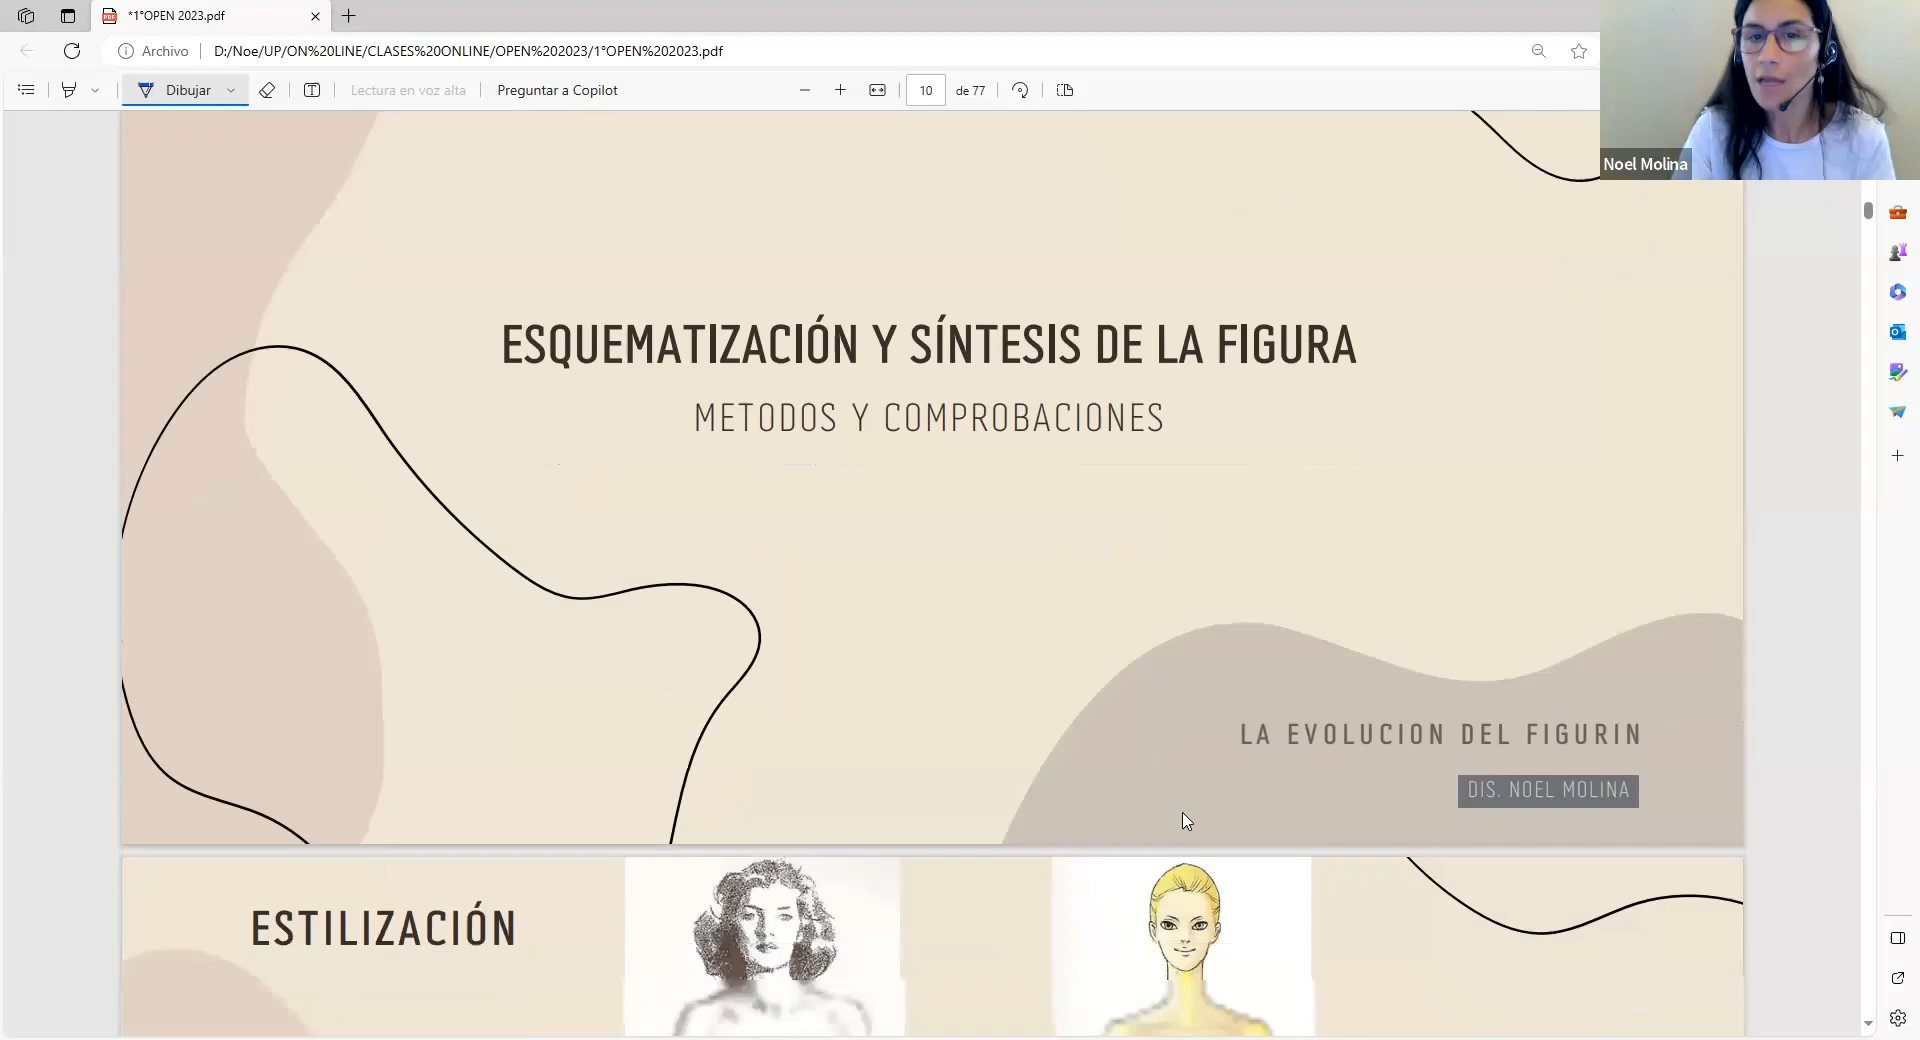 *1°OPEN 2023.pdf
Archivo
D:/Noe/UP/ON%20LINE/CLASES%20ONLINE/OPEN%202023/1°OPEN%202023.pdf
Dibujar
Lectura en voz alta
Preguntar a Copilot
10
de 77
Noel Molina
ESQUEMATIZACIÓN Y SÍNTESIS DE LA FIGURA
METODOS Y COMPROBACIONES
LA EVOLUCION DEL FIGURIN
DIS. NOEL MOLINA
ESTILIZACIÓN